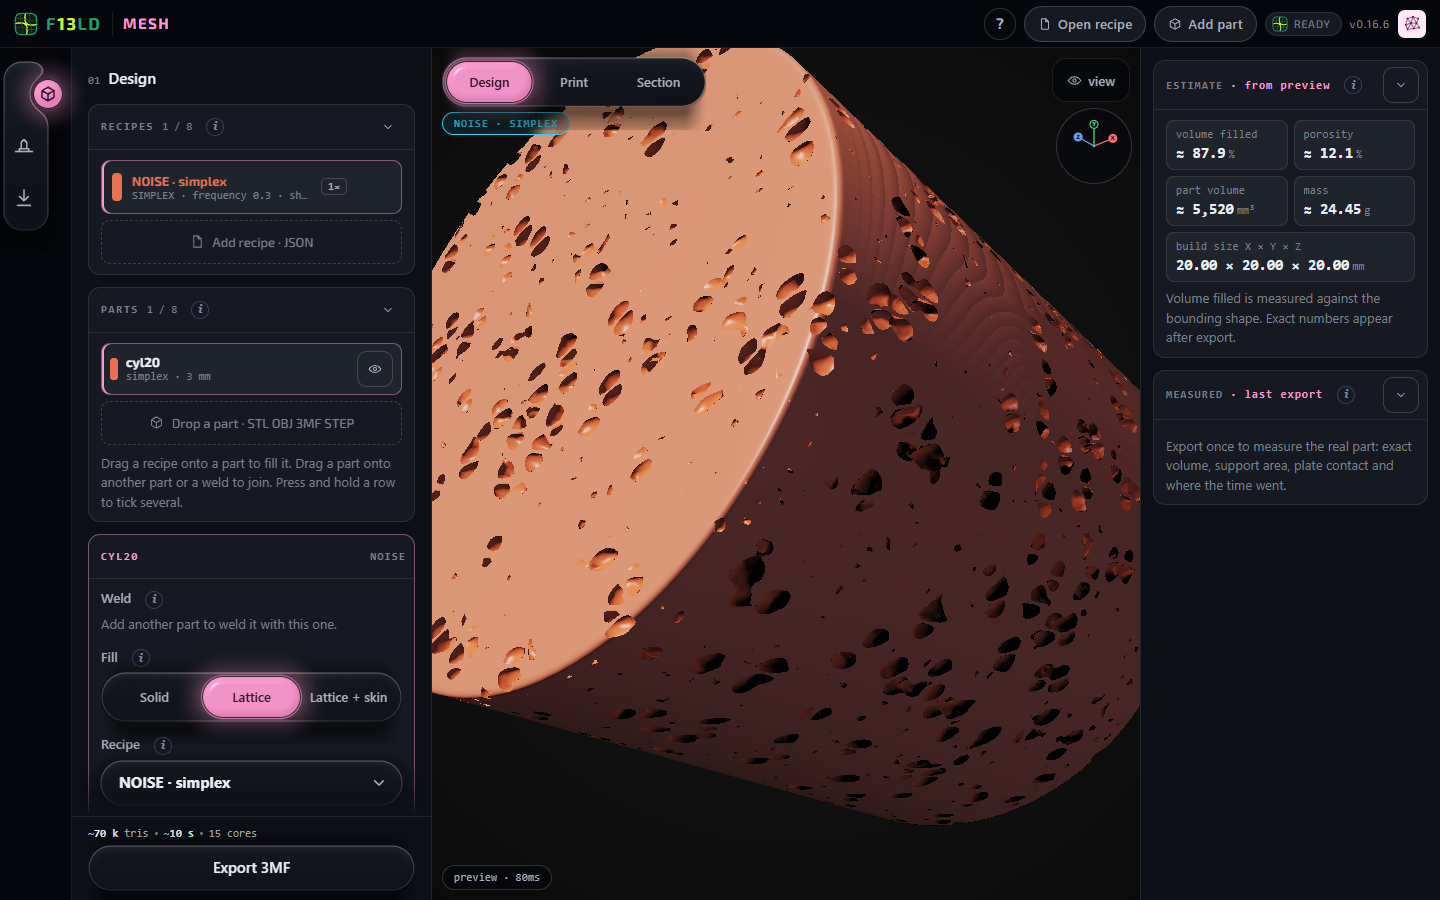 F13LD MESH
? Open recipe Add part READY v0.16.6
01 Design
RECIPES 1 / 8 i
NOISE · simplex
SIMPLEX · frequency 0.3 · sh…
1×
Add recipe · JSON
PARTS 1 / 8 i
cyl20
simplex · 3 mm
Drop a part · STL OBJ 3MF STEP
Drag a recipe onto a part to fill it. Drag a part onto
another part or a weld to join. Press and hold a row
to tick several.
CYL20 NOISE
Weld i
Add another part to weld it with this one.
Fill i
Solid Lattice Lattice + skin
Recipe i
NOISE · simplex
~70 k tris • ~10 s • 15 cores
Export 3MF
Design Print Section
NOISE · SIMPLEX
view
Y
Z X
preview · 80ms
ESTIMATE · from preview i
volume filled
≈ 87.9 %
porosity
≈ 12.1 %
part volume
≈ 5,520 mm³
mass
≈ 24.45 g
build size X × Y × Z
20.00 × 20.00 × 20.00 mm
Volume filled is measured against the
bounding shape. Exact numbers appear
after export.
MEASURED · last export i
Export once to measure the real part: exact
volume, support area, plate contact and
where the time went.